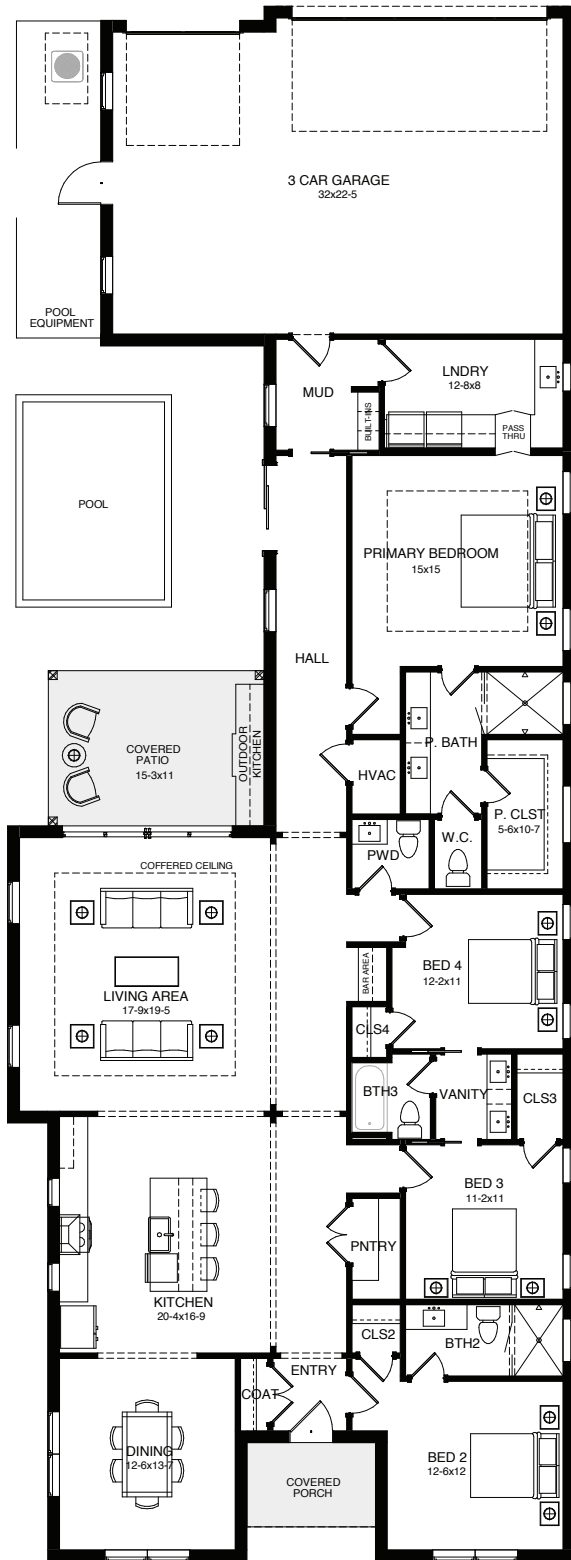 3 CAR GARAGE
32x22-5
POOL
EQUIPMENT
MUD
LNDRY
12-8x8
BUILT-INS
PASS
THRU
POOL
PRIMARY BEDROOM
15x15
HALL
COVERED
PATIO
15-3x11
OUTDOOR
KITCHEN
HVAC
P. BATH
P. CLST
5-6x10-7
W.C.
PWD
COFFERED CEILING
LIVING AREA
17-9x19-5
BAR AREA
BED 4
12-2x11
CLS4
BTH3
VANITY
CLS3
BED 3
11-2x11
PNTRY
KITCHEN
20-4x16-9
CLS2
BTH2
ENTRY
COAT
DINING
12-6x13-7
COVERED
PORCH
BED 2
12-6x12